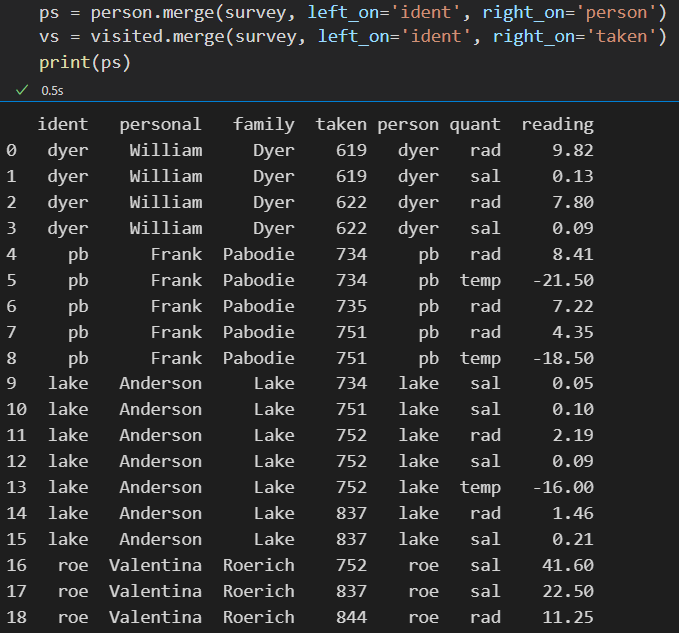 ps = person.merge(survey, left_on='ident', right_on='person')
vs = visited.merge(survey, left_on='ident', right_on='taken')
print(ps)
✓ 0.5s
ident personal family taken person quant reading
0 dyer William Dyer 619 dyer rad 9.82
1 dyer William Dyer 619 dyer sal 0.13
2 dyer William Dyer 622 dyer rad 7.80
3 dyer William Dyer 622 dyer sal 0.09
4 pb Frank Pabodie 734 pb rad 8.41
5 pb Frank Pabodie 734 pb temp -21.50
6 pb Frank Pabodie 735 pb rad 7.22
7 pb Frank Pabodie 751 pb rad 4.35
8 pb Frank Pabodie 751 pb temp -18.50
9 lake Anderson Lake 734 lake sal 0.05
10 lake Anderson Lake 751 lake sal 0.10
11 lake Anderson Lake 752 lake rad 2.19
12 lake Anderson Lake 752 lake sal 0.09
13 lake Anderson Lake 752 lake temp -16.00
14 lake Anderson Lake 837 lake rad 1.46
15 lake Anderson Lake 837 lake sal 0.21
16 roe Valentina Roerich 752 roe sal 41.60
17 roe Valentina Roerich 837 roe sal 22.50
18 roe Valentina Roerich 844 roe rad 11.25